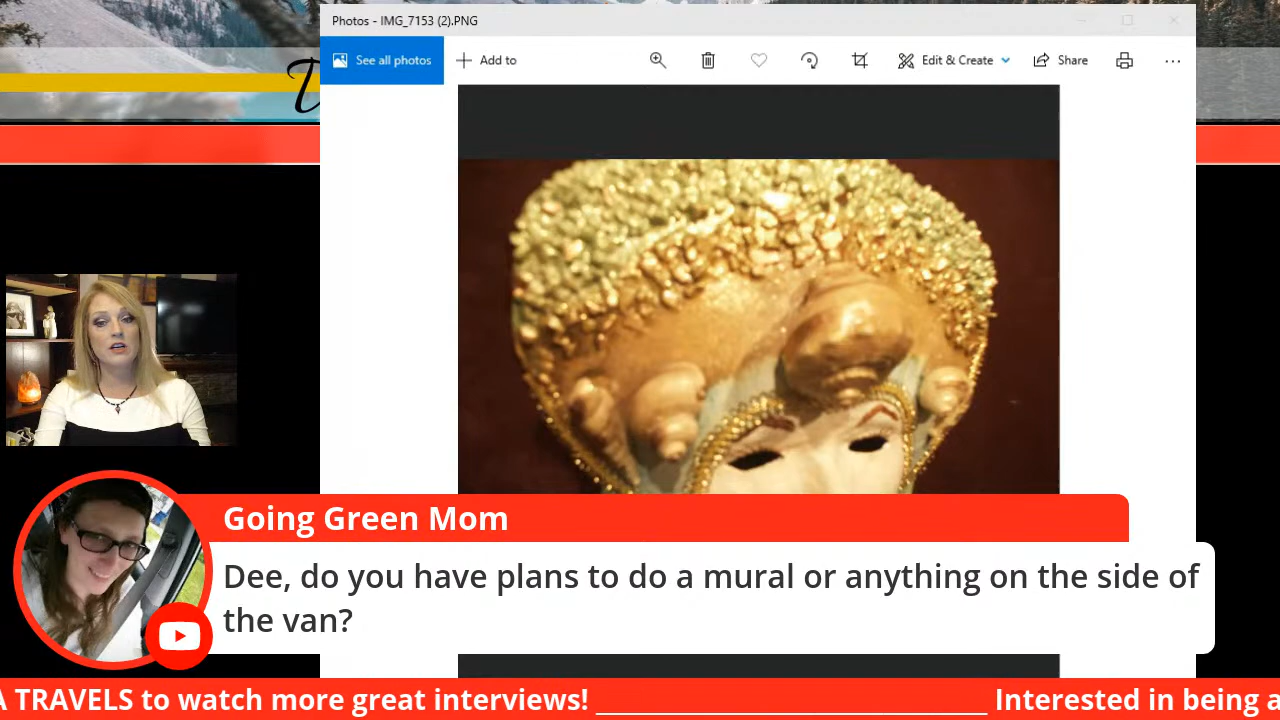 Photos - IMG_7153 (2).PNG
See all photos
Add to
Edit & Create
Share
Going Green Mom
Dee, do you have plans to do a mural or anything on the side of
the van?
A TRAVELS to watch more great interviews! ______________________________ Interested in being a